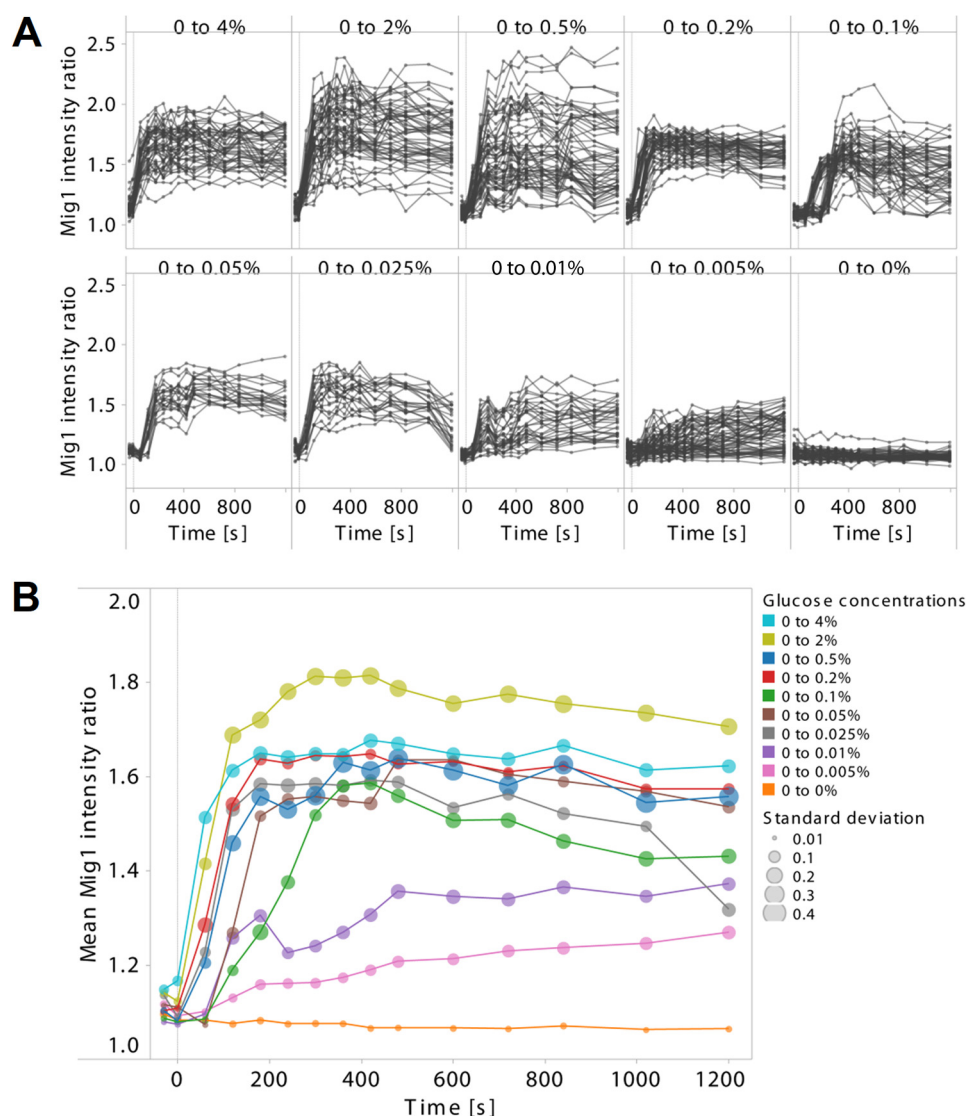 A
0 to 4% 0 to 2% 0 to 0.5% 0 to 0.2% 0 to 0.1%
2.5
2.0
1.5
1.0
Mig1 intensity ratio
0 to 0.05% 0 to 0.025% 0 to 0.01% 0 to 0.005% 0 to 0%
2.5
2.0
1.5
1.0
Mig1 intensity ratio
0 400 800 0 400 800 0 400 800 0 400 800 0 400 800
Time [s] Time [s] Time [s] Time [s] Time [s]
B
2.0
1.8
1.6
1.4
1.2
1.0
Mean Mig1 intensity ratio
0 200 400 600 800 1000 1200
Time [s]
Glucose concentrations
0 to 4%
0 to 2%
0 to 0.5%
0 to 0.2%
0 to 0.1%
0 to 0.05%
0 to 0.025%
0 to 0.01%
0 to 0.005%
0 to 0%
Standard deviation
0.01
0.1
0.2
0.3
0.4